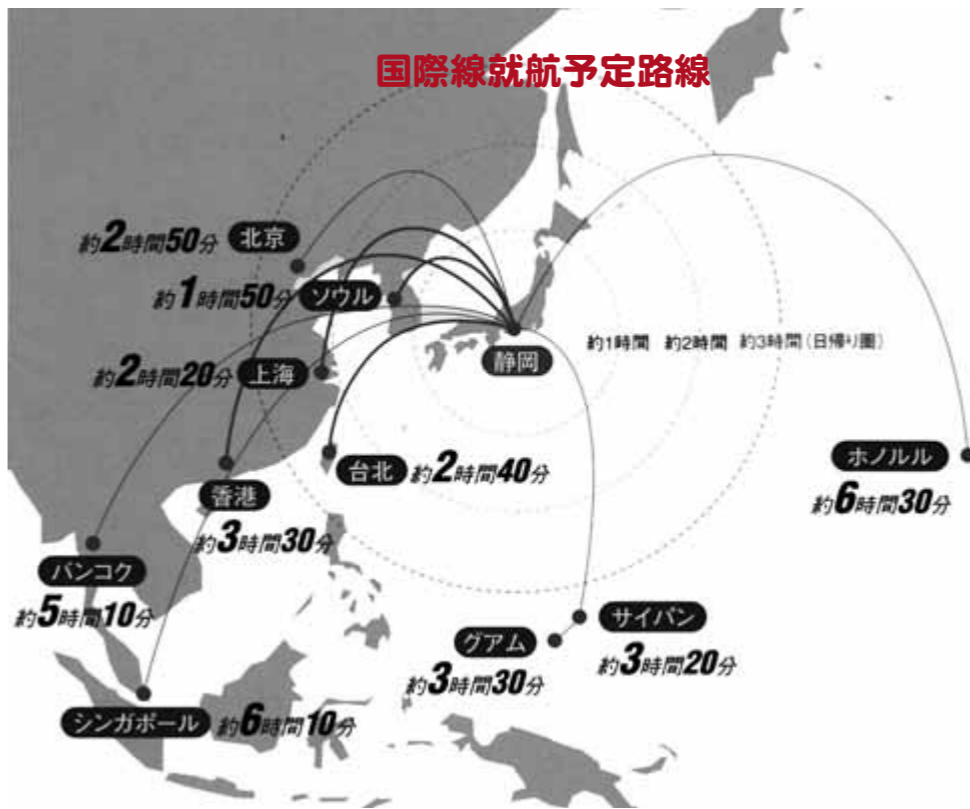 国際線就航予定路線
約2時間50分 北京
約1時間50分 ソウル
約2時間20分 上海
静岡
約1時間 約2時間 約3時間(日帰り圏)
台北 約2時間40分
香港
約3時間30分
ホノルル
約6時間30分
バンコク
約5時間10分
サイパン
約3時間20分
グアム
約3時間30分
シンガポール 約6時間10分